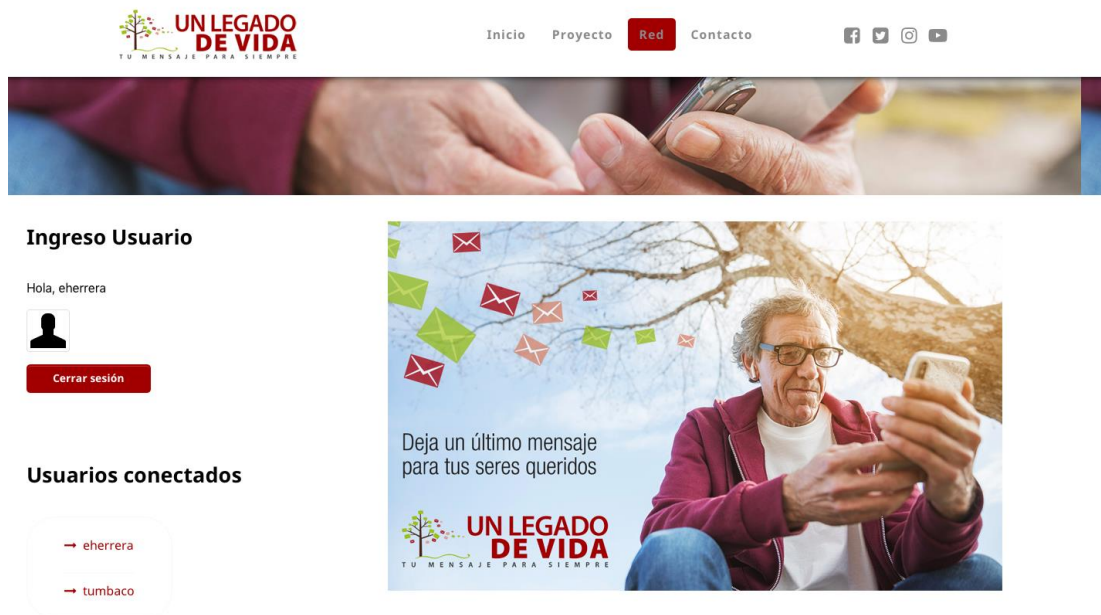 UN LEGADO
DE VIDA
TU MENSAJE PARA SIEMPRE
Inicio Proyecto Red Contacto
Ingreso Usuario
Hola, eherrera
Cerrar sesión
Usuarios conectados
→ eherrera
→ tumbaco
Deja un último mensaje
para tus seres queridos
UN LEGADO
DE VIDA
TU MENSAJE PARA SIEMPRE